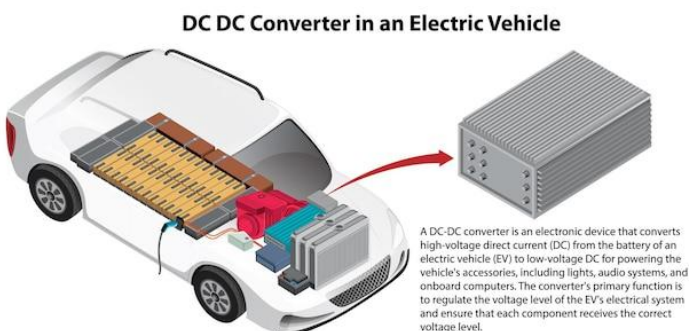 DC DC Converter in an Electric Vehicle
A DC-DC converter is an electronic device that converts
high-voltage direct current (DC) from the battery of an
electric vehicle (EV) to low-voltage DC for powering the
vehicle's accessories, including lights, audio systems, and
onboard computers. The converter's primary function is
to regulate the voltage level of the EV's electrical system
and ensure that each component receives the correct
voltage level.